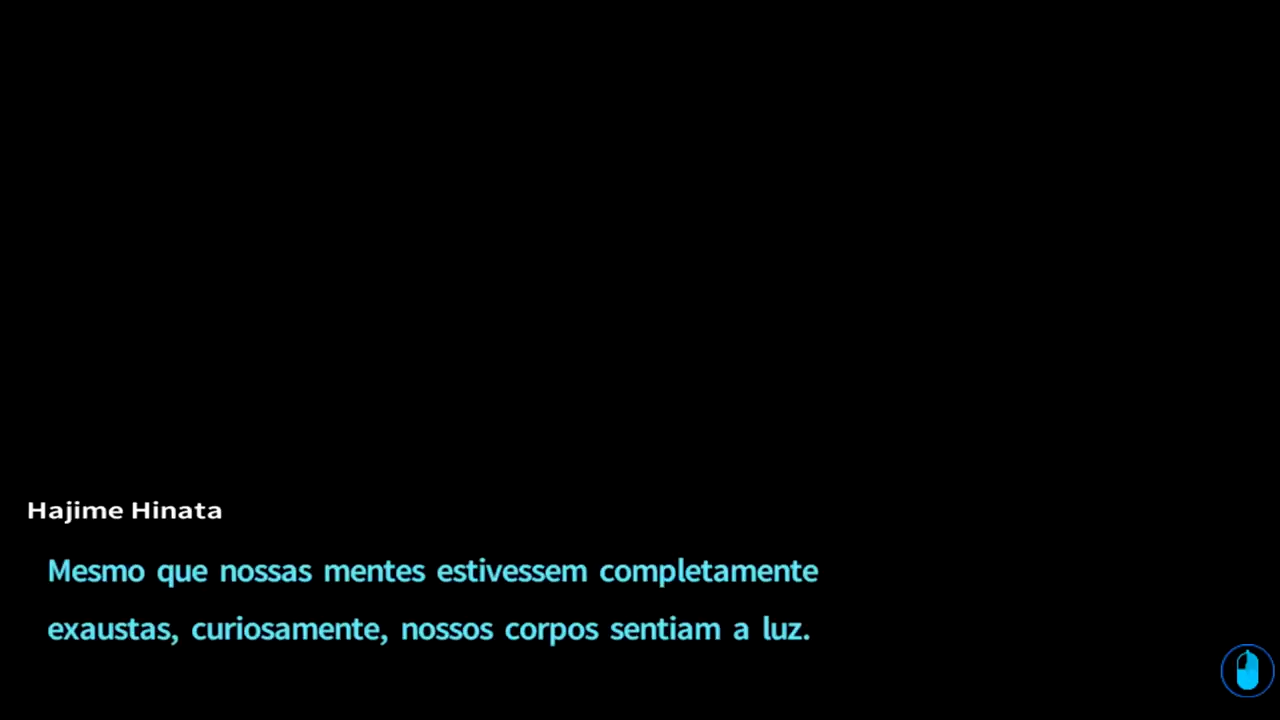 Hajime Hinata
Mesmo que nossas mentes estivessem completamente
exaustas, curiosamente, nossos corpos sentiam a luz.